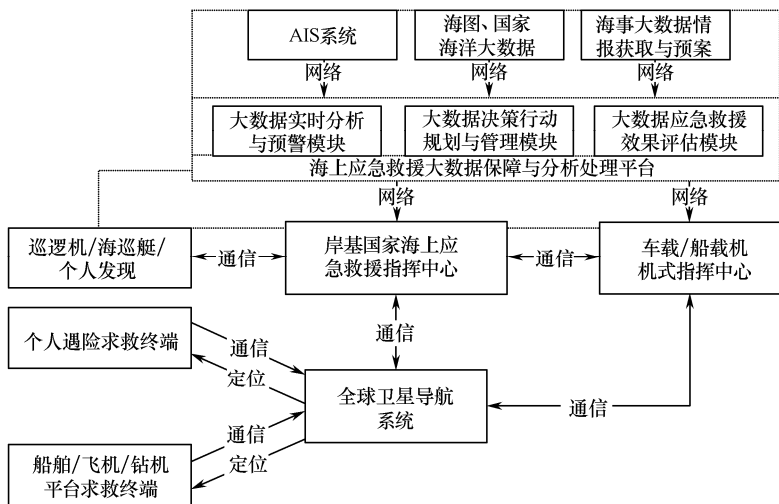 AIS系统
海图、国家
海洋大数据
海事大数据情
报获取与预案
网络
网络
网络
大数据实时分析
与预警模块
大数据决策行动
规划与管理模块
大数据应急救援
效果评估模块
海上应急救援大数据保障与分析处理平台
网络
网络
巡逻机/海巡艇/
个人发现
通信
岸基国家海上应
急救援指挥中心
通信
车载/船载机
机式指挥中心
通信
个人遇险求救终端
通信
定位
全球卫星导航
系统
通信
船舶/飞机/钻机
平台求救终端
通信
定位